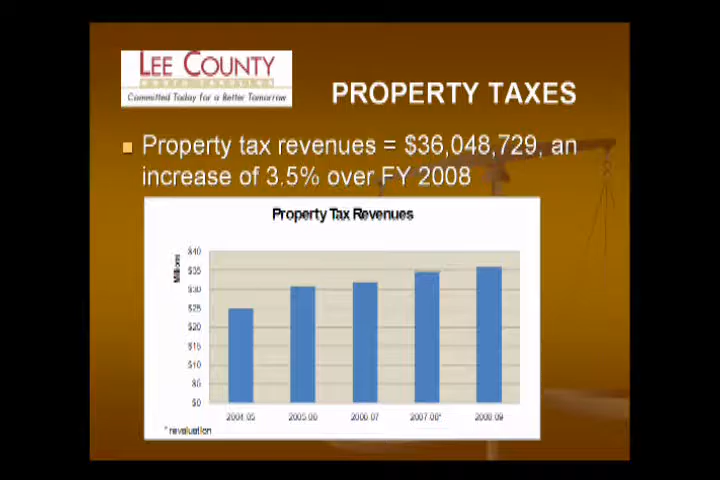 LEE COUNTY
NORTH CAROLINA
Committed Today for a Better Tomorrow
PROPERTY TAXES
Property tax revenues = $36,048,729, an
increase of 3.5% over FY 2008
Property Tax Revenues
Millions
$40
$35
$30
$25
$20
$15
$10
$5
$0
2004-05 2005-06 2006-07 2007-08* 2008-09
* revaluation